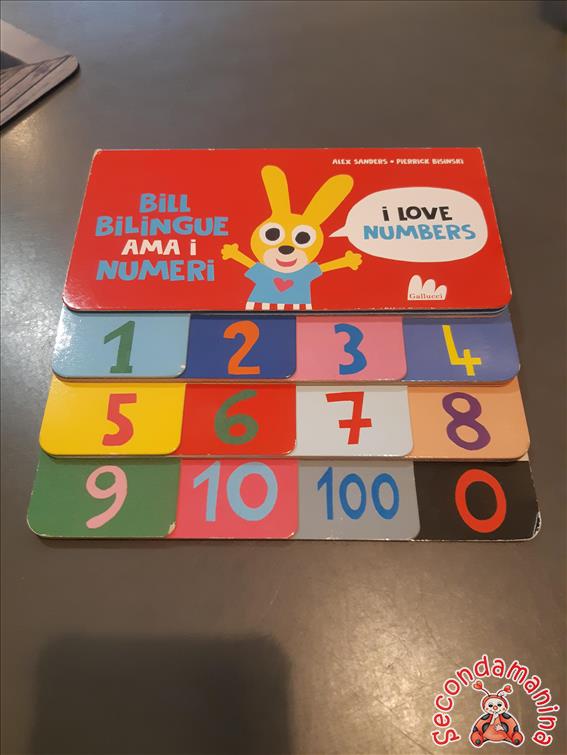 ALEX SANDERS • PIERRICK BISINSKI
BILL
BILINGUE
AMA I
NUMERI
i LOVE
NUMBERS
Gallucci
1 2 3 4
5 6 7 8
9 10 100 0
Secondamanina